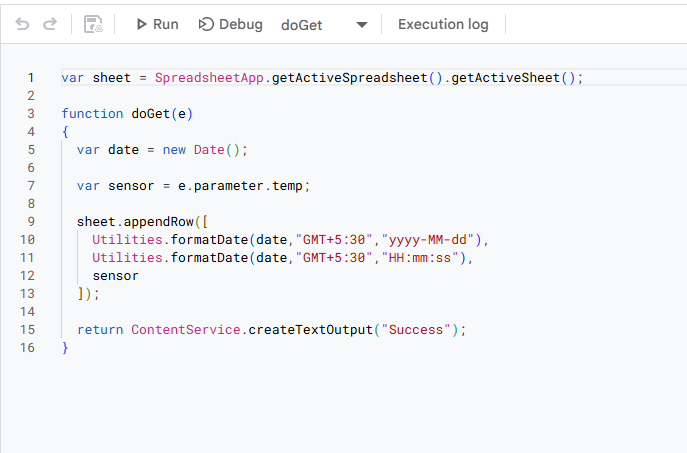 Run Debug doGet Execution log
1 var sheet = SpreadsheetApp.getActiveSpreadsheet().getActiveSheet();
2
3 function doGet(e)
4 {
5 var date = new Date();
6
7 var sensor = e.parameter.temp;
8
9 sheet.appendRow([
10 Utilities.formatDate(date,"GMT+5:30","yyyy-MM-dd"),
11 Utilities.formatDate(date,"GMT+5:30","HH:mm:ss"),
12 sensor
13 ]);
14
15 return ContentService.createTextOutput("Success");
16 }